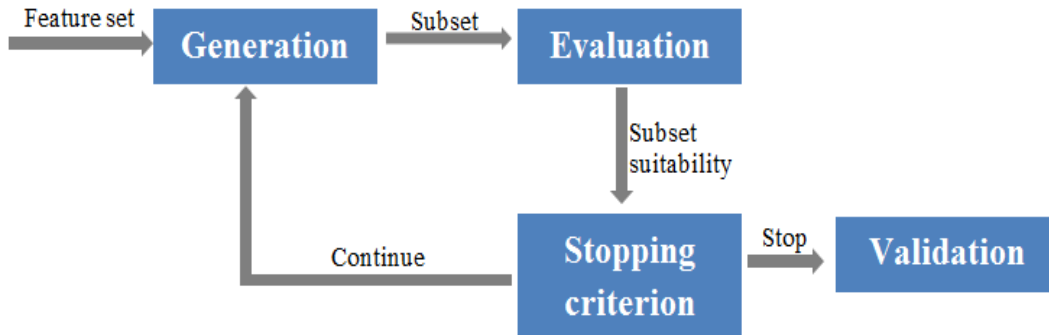 Feature set
Generation
Subset
Evaluation
Subset
suitability
Stopping
criterion
Continue
Stop
Validation